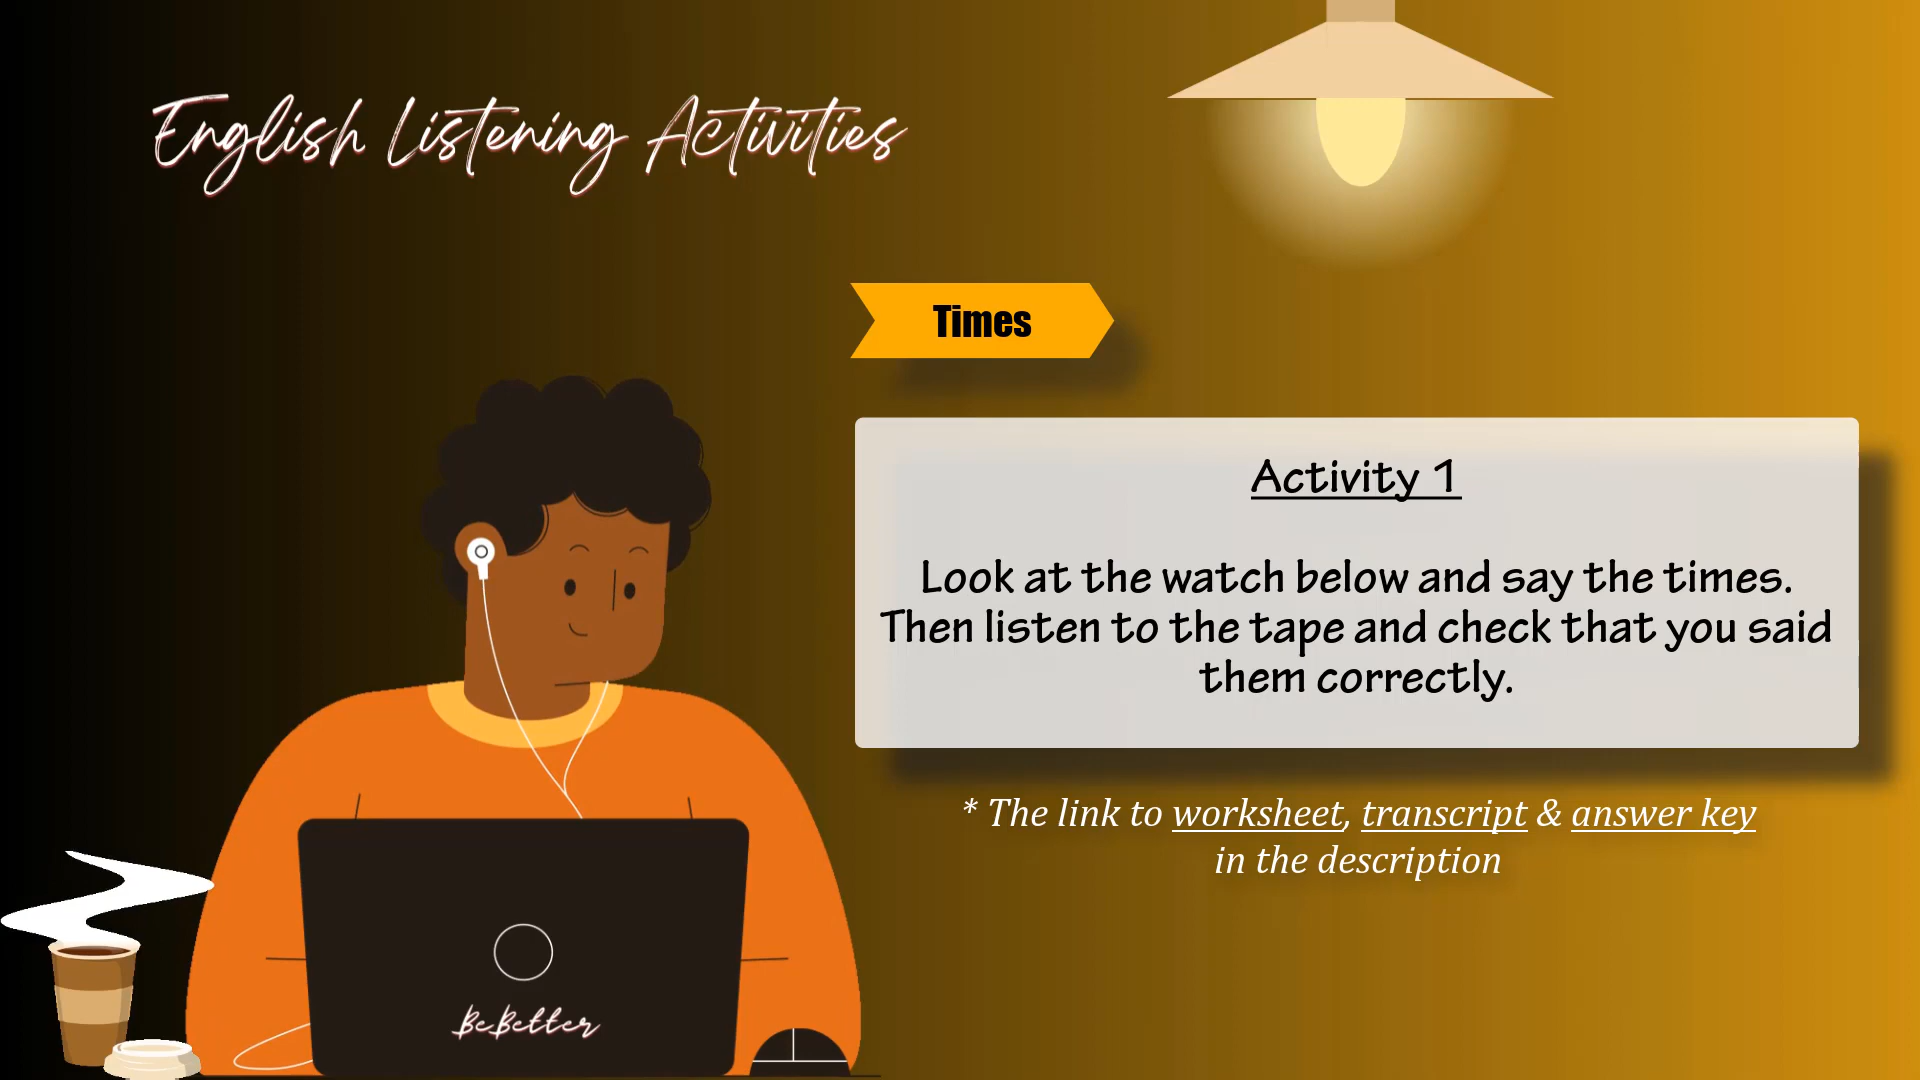 English Listening Activities
Times
Activity 1
Look at the watch below and say the times.
Then listen to the tape and check that you said
them correctly.
* The link to worksheet, transcript & answer key
in the description
BeBetter